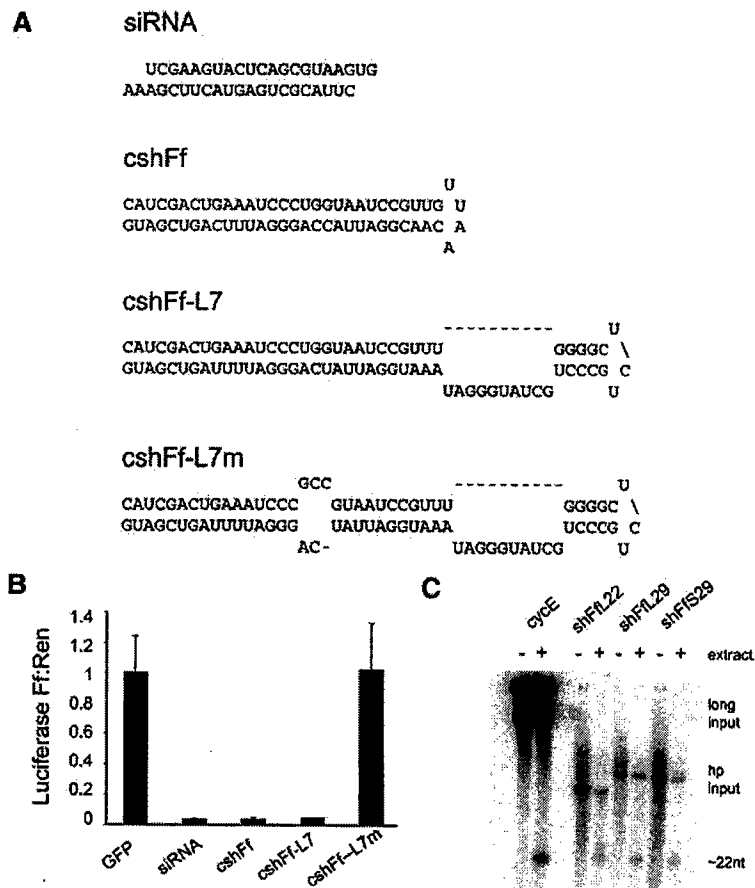 A
siRNA
UCGAAGUACUCAGCGUAAGUG
AAAGCUUCAUGAGUCGCAUUC
cshFf
U
CAUCGACUGAAAUCCCUGGUAAUCCGUUG U
GUAGCUGACUUUAGGGACCAUUAGGCAAC A
A
cshFf-L7
----------- U
CAUCGACUGAAAUCCCUGGUAAUCCGUUU GGGGC \
GUAGCUGAUUUUAGGGACUAUUAGGUAAA UCCCG C
UAGGGUAUCG U
cshFf-L7m
GCC ----------- U
CAUCGACUGAAAUCCC GUAAUCCGUUU GGGGC \
GUAGCUGAUUUUAGGG UAUUAGGUAAA UCCCG C
AC- UAGGGUAUCG U
B
Luciferase Ff:Ren
1.4
1.2
1
0.8
0.6
0.4
0.2
0
GFP
siRNA
cshFf
cshFf-L7
cshFf--L7m
C
cycE
shFfL22
shFfL29
shFfS29
- + - + - + - + extract
long
input
hp
input
~22nt